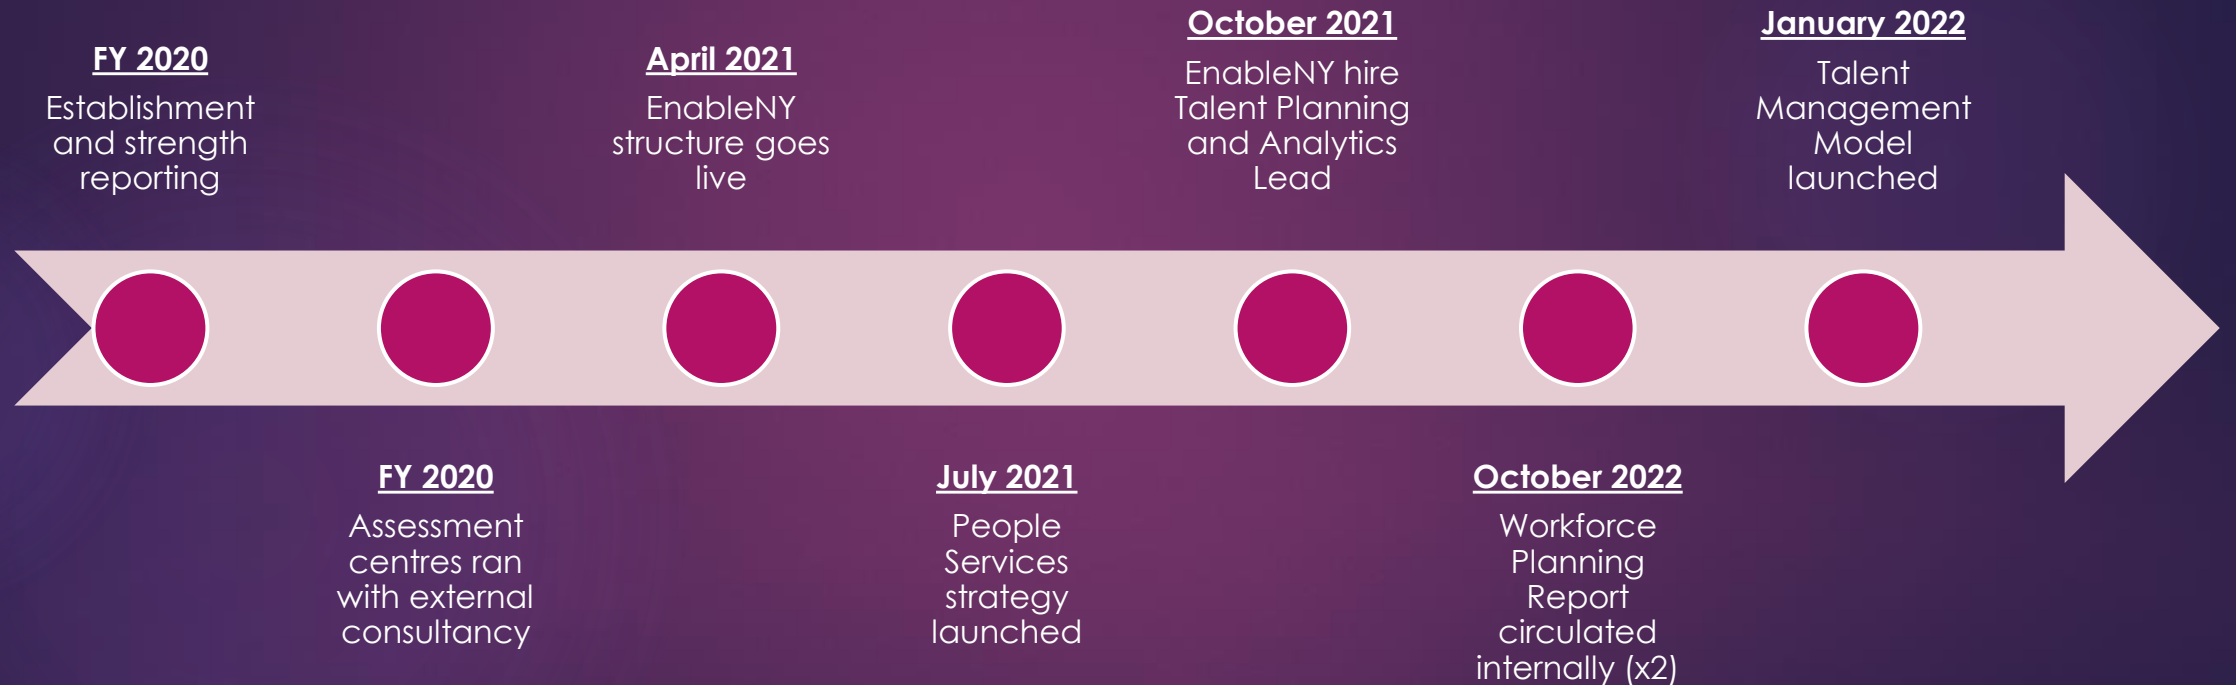 FY 2020
Establishment
and strength
reporting
FY 2020
Assessment
centres ran
with external
consultancy
April 2021
EnableNY
structure goes
live
July 2021
People
Services
strategy
launched
October 2021
EnableNY hire
Talent Planning
and Analytics
Lead
October 2022
Workforce
Planning
Report
circulated
internally (x2)
January 2022
Talent
Management
Model
launched